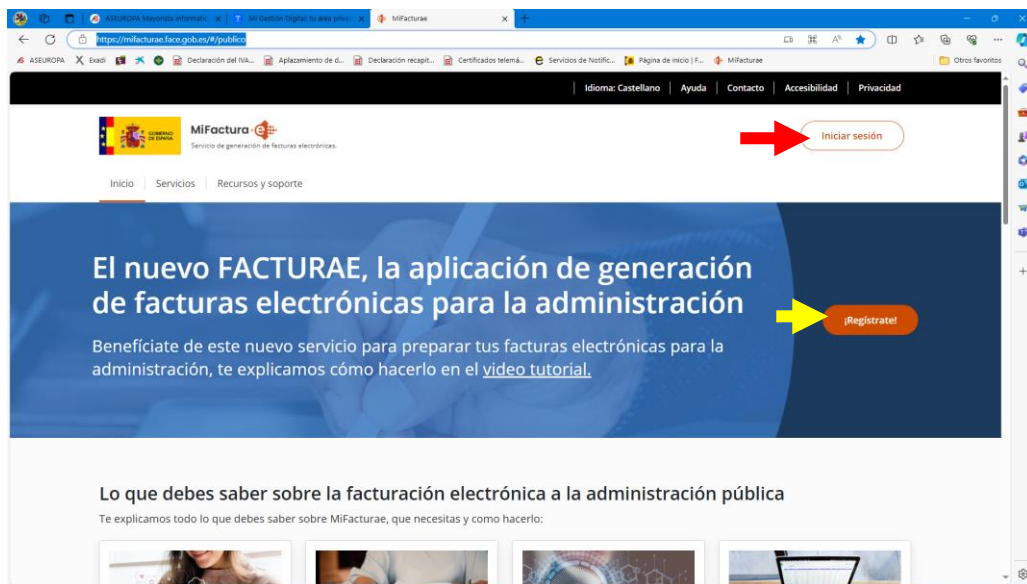 ASEUROPA Mayorista informátic
Mi Gestión Digital: tu área priva
MiFacturae
https://mifacturae.face.gob.es/#/publico
ASEUROPA
Exadi
Declaración del IVA...
Aplazamiento de d...
Declaración recapit...
Certificados telemá...
Servicios de Notific...
Página de inicio | F...
MiFacturae
Otros favoritos
Idioma: Castellano
Ayuda
Contacto
Accesibilidad
Privacidad
GOBIERNO
DE ESPAÑA
MiFactura-e
Servicio de generación de facturas electrónicas.
Iniciar sesión
Inicio
Servicios
Recursos y soporte
El nuevo FACTURAE, la aplicación de generación
de facturas electrónicas para la administración
¡Regístrate!
Benefíciate de este nuevo servicio para preparar tus facturas electrónicas para la
administración, te explicamos cómo hacerlo en el video tutorial.
Lo que debes saber sobre la facturación electrónica a la administración pública
Te explicamos todo lo que debes saber sobre MiFacturae, que necesitas y como hacerlo: